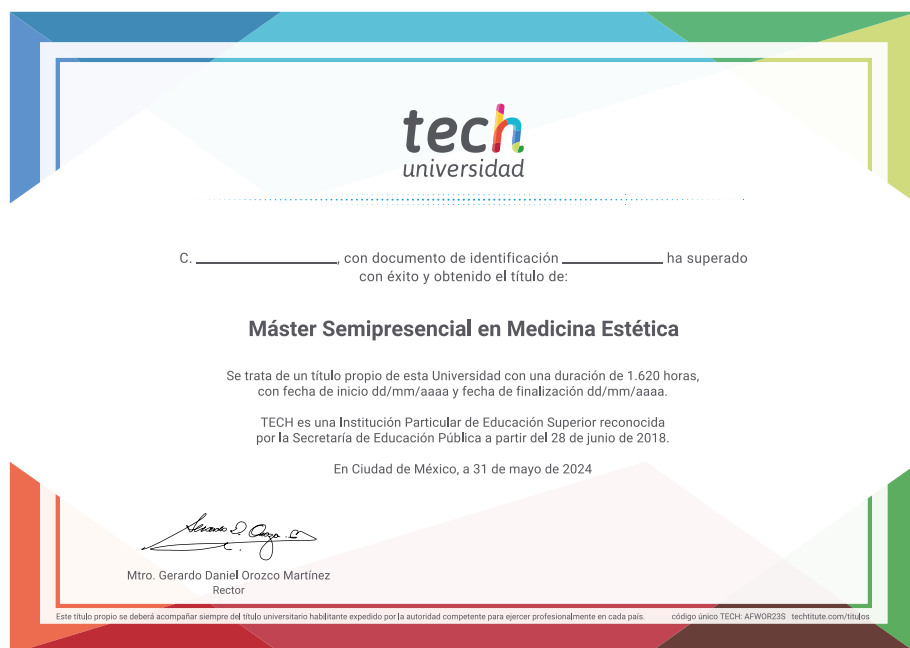 tech
universidad
C. ________________, con documento de identificación ____________ ha superado
con éxito y obtenido el título de:
Máster Semipresencial en Medicina Estética
Se trata de un título propio de esta Universidad con una duración de 1.620 horas,
con fecha de inicio dd/mm/aaaa y fecha de finalización dd/mm/aaaa.
TECH es una Institución Particular de Educación Superior reconocida
por la Secretaría de Educación Pública a partir del 28 de junio de 2018.
En Ciudad de México, a 31 de mayo de 2024
Mtro. Gerardo Daniel Orozco Martínez
Rector
Este título propio se deberá acompañar siempre del título universitario habilitante expedido por la autoridad competente para ejercer profesionalmente en cada país. código único TECH: AFWOR23S techtitute.com/titulos